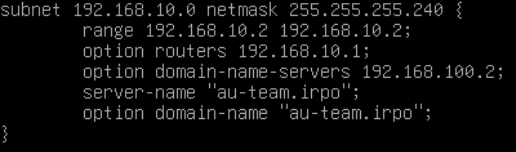 subnet 192.168.10.0 netmask 255.255.255.240 {
range 192.168.10.2 192.168.10.2;
option routers 192.168.10.1;
option domain-name-servers 192.168.100.2;
server-name "au-team.irpo";
option domain-name "au-team.irpo";
}